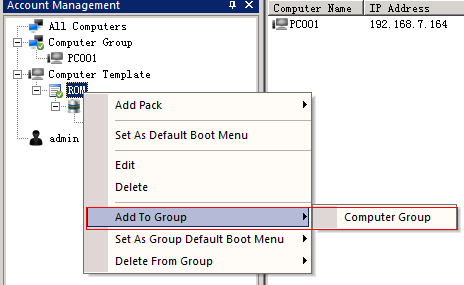 Account Management
All Computers
Computer Group
PC001
Computer Template
ROM
admin
Computer Name IP Address
PC001 192.168.7.164
Add Pack
Set As Default Boot Menu
Edit
Delete
Add To Group
Set As Group Default Boot Menu
Delete From Group
Computer Group